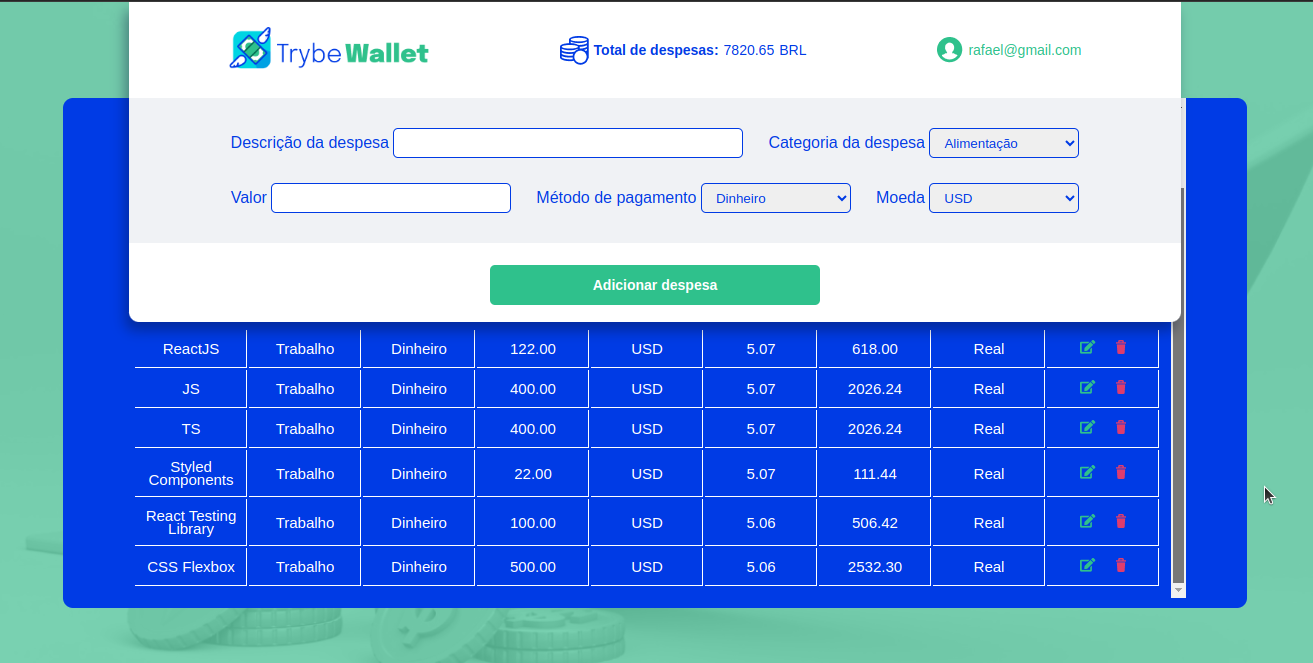 Trybe Wallet
Total de despesas: 7820.65 BRL
rafael@gmail.com
Descrição da despesa
Categoria da despesa Alimentação
Valor
Método de pagamento Dinheiro
Moeda USD
Adicionar despesa
ReactJS Trabalho Dinheiro 122.00 USD 5.07 618.00 Real
JS Trabalho Dinheiro 400.00 USD 5.07 2026.24 Real
TS Trabalho Dinheiro 400.00 USD 5.07 2026.24 Real
Styled
Components Trabalho Dinheiro 22.00 USD 5.07 111.44 Real
React Testing
Library Trabalho Dinheiro 100.00 USD 5.06 506.42 Real
CSS Flexbox Trabalho Dinheiro 500.00 USD 5.06 2532.30 Real